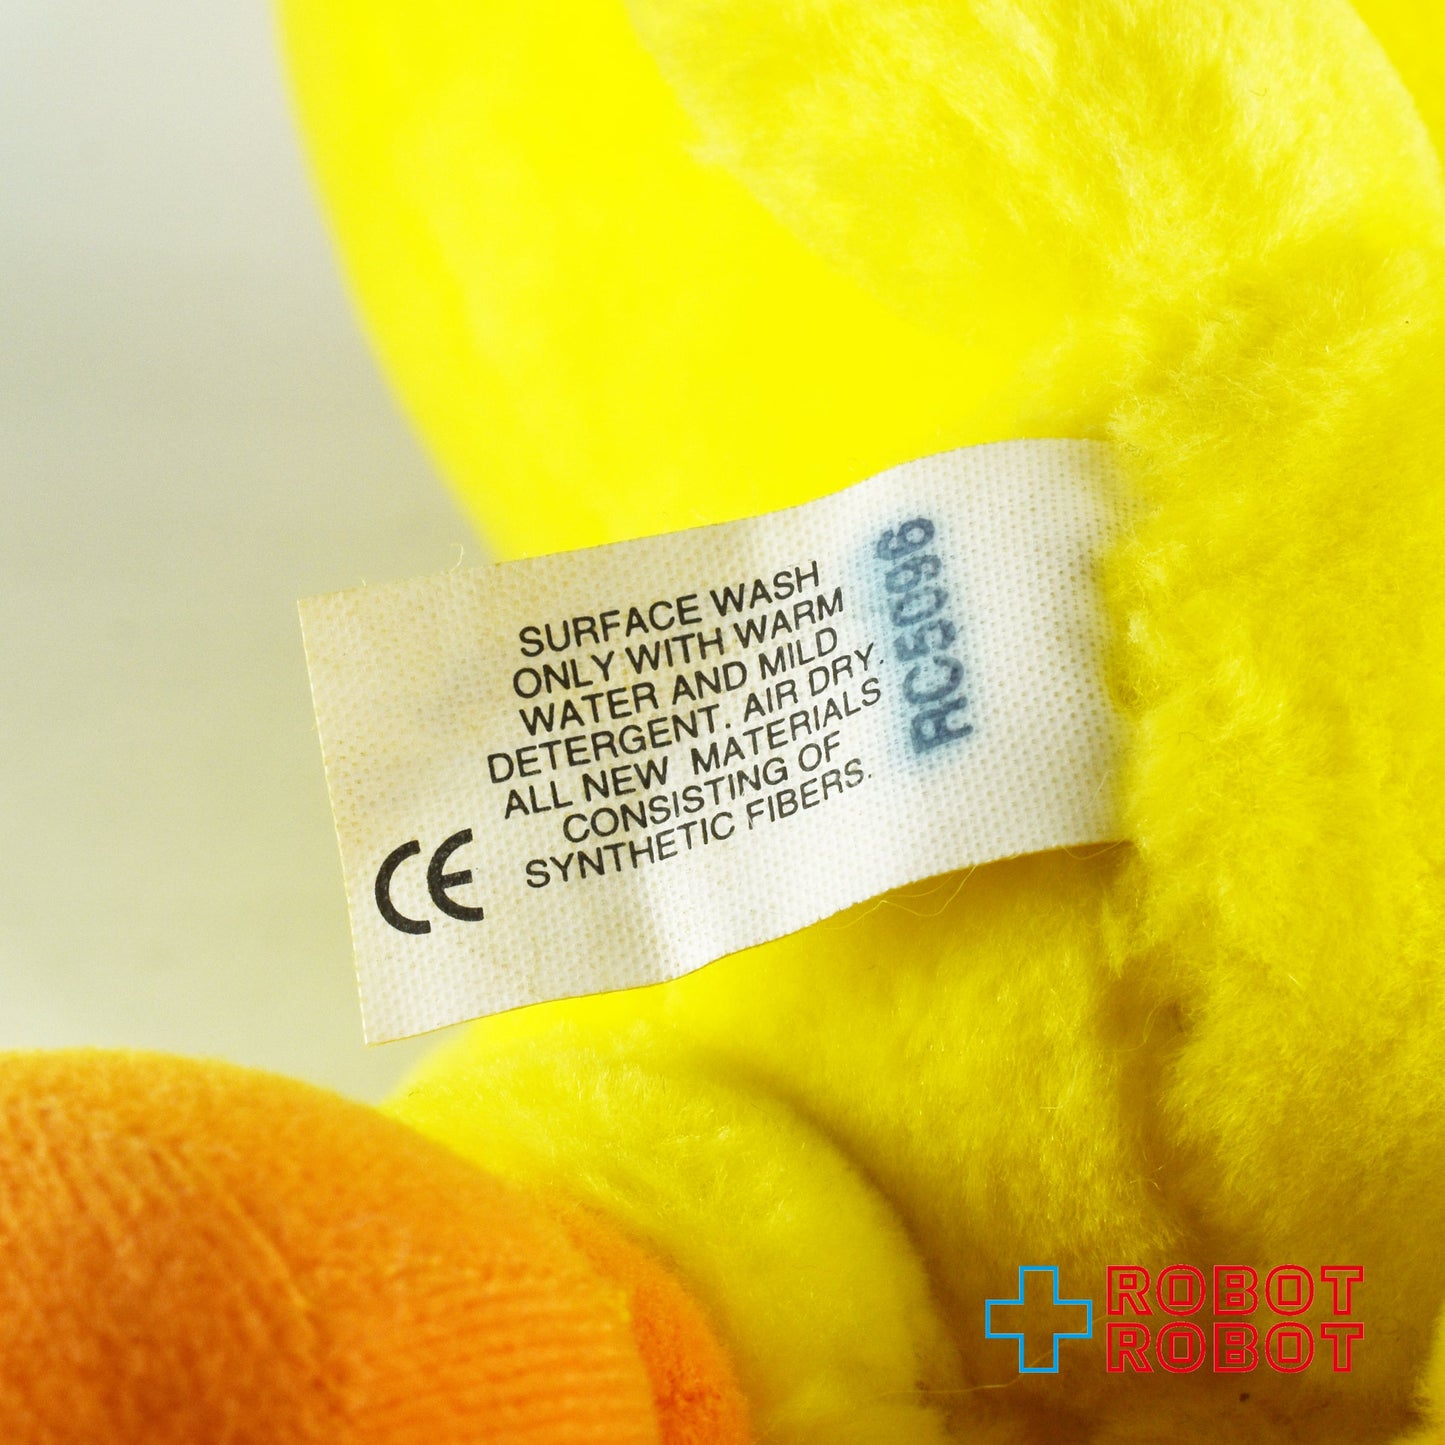 SURFACE WASH
ONLY WITH WARM
WATER AND MILD
DETERGENT. AIR DRY.
ALL NEW MATERIALS
CONSISTING OF
SYNTHETIC FIBERS.
CE
RC5096
ROBOT
ROBOT